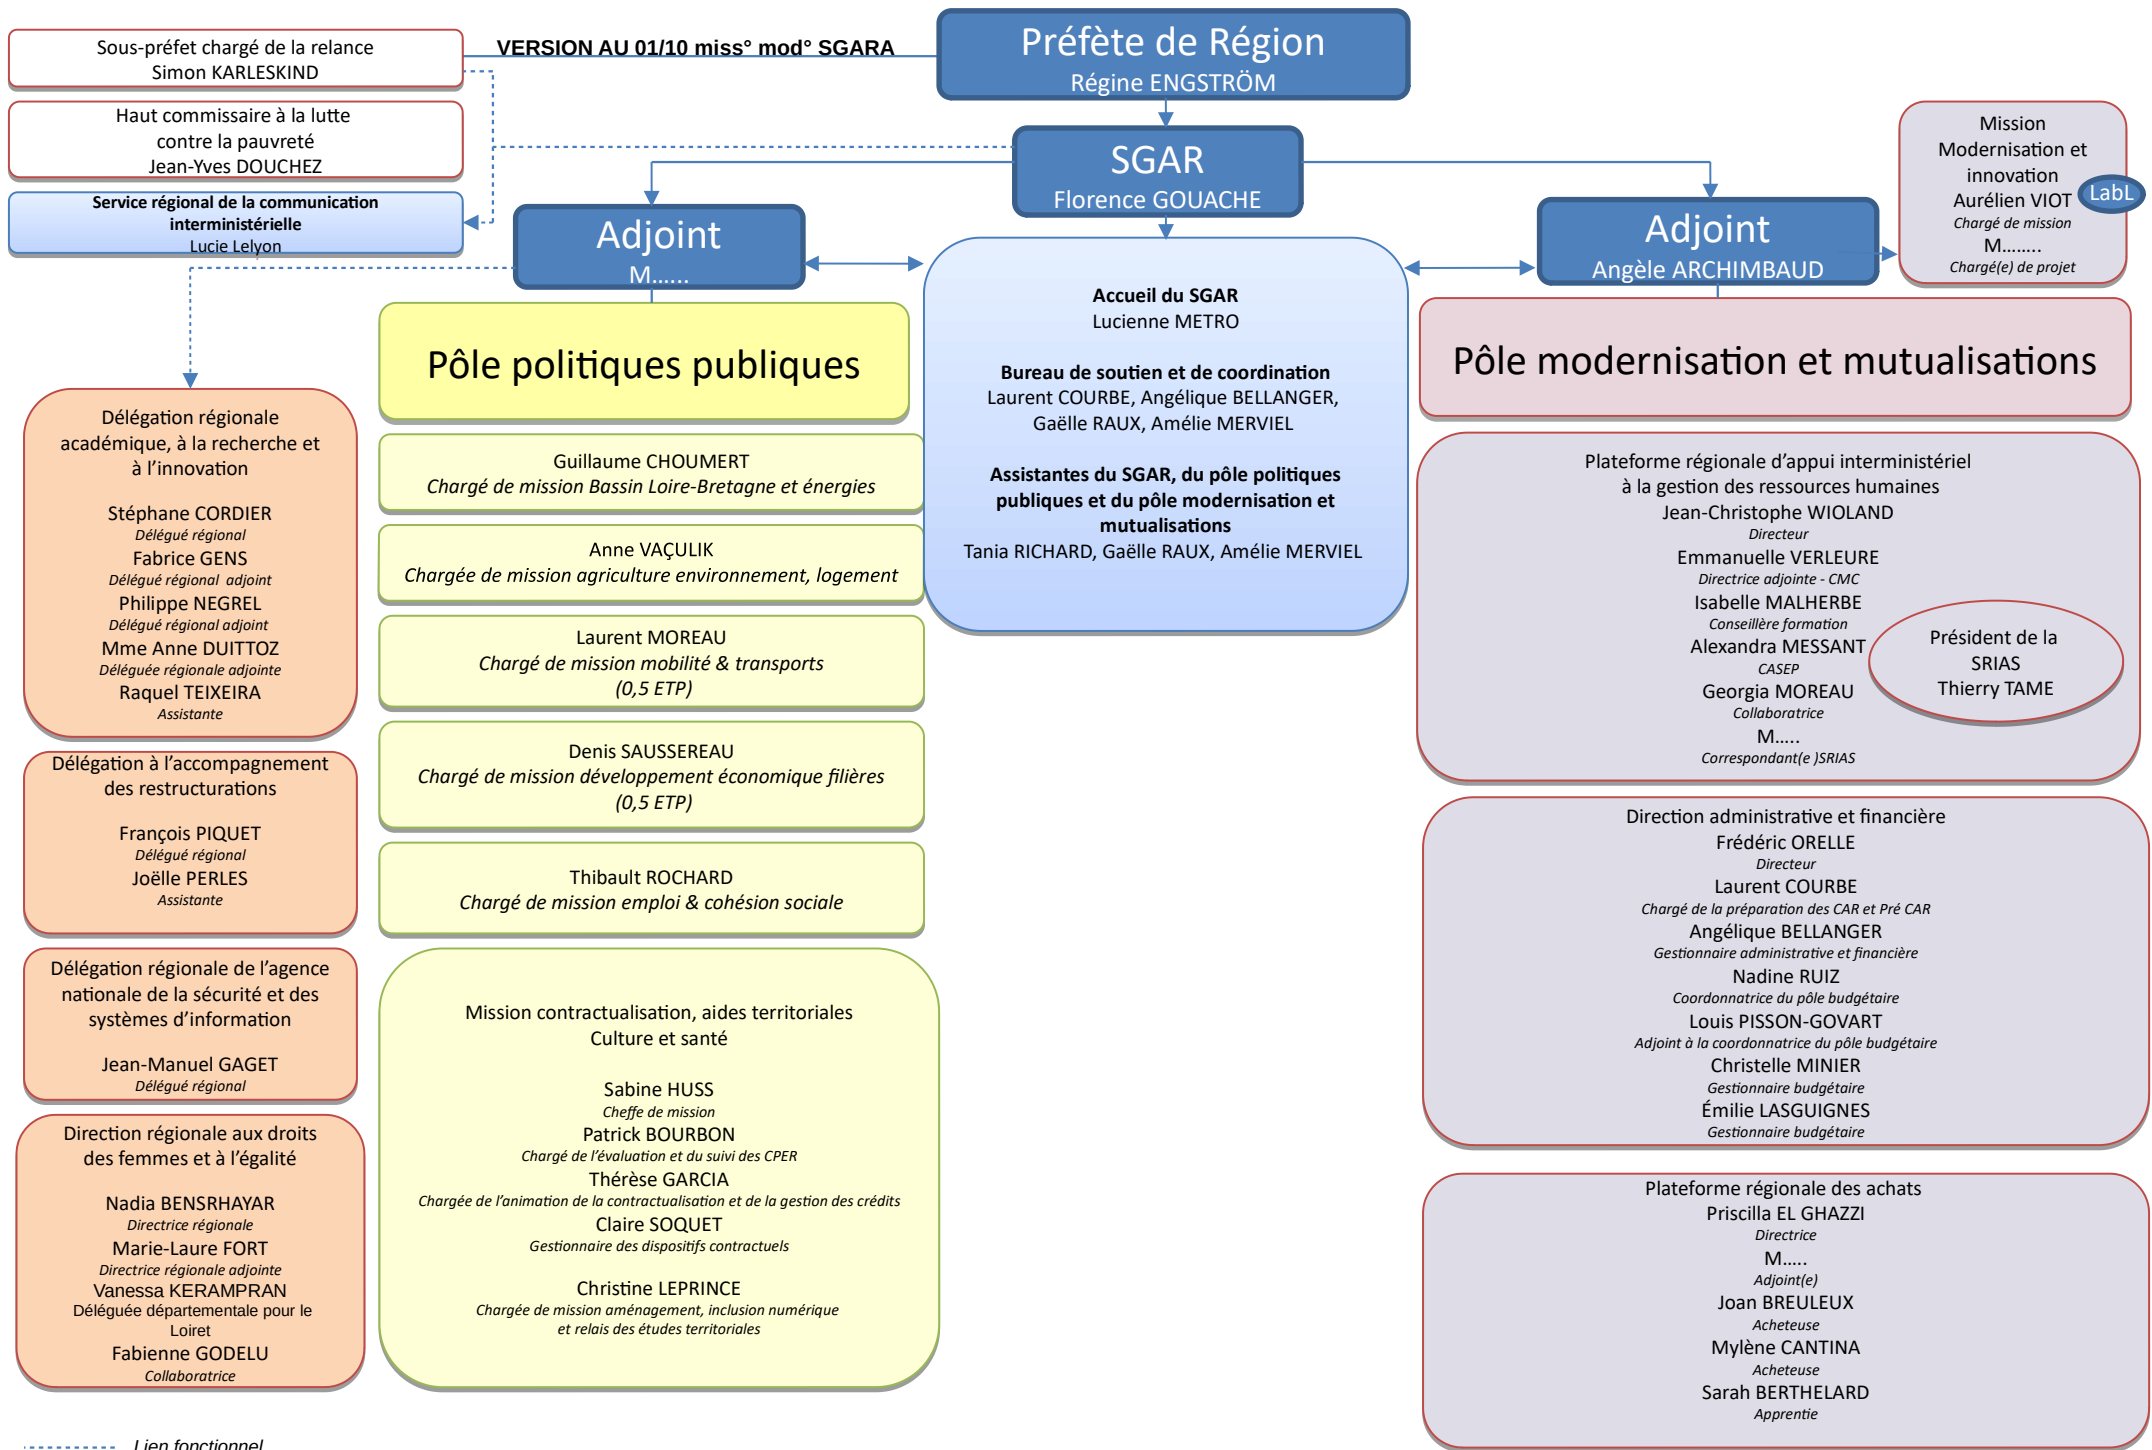 Sous-préfet chargé de la relance
Simon KARLESKIND
VERSION AU 01/10 miss° mod° SGARA
Préfète de Région
Régine ENGSTRÖM
Haut commissaire à la lutte
contre la pauvreté
Jean-Yves DOUCHEZ
Service régional de la communication
interministérielle
Lucie Lelyon
SGAR
Florence GOUACHE
Adjoint
M......
Adjoint
Angèle ARCHIMBAUD
Mission
Modernisation et
innovation
Aurélien VIOT
Chargé de mission
M........
Chargé(e) de projet
LabL
Délégation régionale
académique, à la recherche et
à l’innovation
Stéphane CORDIER
Délégué régional
Fabrice GENS
Délégué régional  adjoint
Philippe NEGREL
Délégué régional adjoint
Mme Anne DUITTOZ
Déléguée régionale adjointe
Raquel TEIXEIRA
Assistante
Délégation à l’accompagnement
des restructurations
François PIQUET
Délégué régional
Joëlle PERLES
Assistante
Délégation régionale de l’agence
nationale de la sécurité et des
systèmes d’information
Jean-Manuel GAGET
Délégué régional
Direction régionale aux droits
des femmes et à l’égalité
Nadia BENSRHAYAR
Directrice régionale
Marie-Laure FORT
Directrice régionale adjointe
Vanessa KERAMPRAN
Déléguée départementale pour le
Loiret
Fabienne GODELU
Collaboratrice
Pôle politiques publiques
Guillaume CHOUMERT
Chargé de mission Bassin Loire-Bretagne et énergies
Anne VAÇULIK
Chargée de mission agriculture environnement, logement
Laurent MOREAU
Chargé de mission mobilité & transports
(0,5 ETP)
Denis SAUSSEREAU
Chargé de mission développement économique filières
(0,5 ETP)
Thibault ROCHARD
Chargé de mission emploi & cohésion sociale
Mission contractualisation, aides territoriales
Culture et santé
Sabine HUSS
Cheffe de mission
Patrick BOURBON
Chargé de l’évaluation et du suivi des CPER
Thérèse GARCIA
Chargée de l’animation de la contractualisation et de la gestion des crédits
Claire SOQUET
Gestionnaire des dispositifs contractuels
Christine LEPRINCE
Chargée de mission aménagement, inclusion numérique
et relais des études territoriales
Accueil du SGAR
Lucienne METRO
Bureau de soutien et de coordination
Laurent COURBE, Angélique BELLANGER,
Gaëlle RAUX, Amélie MERVIEL
Assistantes du SGAR, du pôle politiques
publiques et du pôle modernisation et
mutualisations
Tania RICHARD, Gaëlle RAUX, Amélie MERVIEL
Pôle modernisation et mutualisations
Plateforme régionale d’appui interministériel
à la gestion des ressources humaines
Jean-Christophe WIOLAND
Directeur
Emmanuelle VERLEURE
Directrice adjointe - CMC
Isabelle MALHERBE
Conseillère formation
Alexandra MESSANT
CASEP
Georgia MOREAU
Collaboratrice
M.....
Correspondant(e )SRIAS
Président de la
SRIAS
Thierry TAME
Direction administrative et financière
Frédéric ORELLE
Directeur
Laurent COURBE
Chargé de la préparation des CAR et Pré CAR
Angélique BELLANGER
Gestionnaire administrative et financière
Nadine RUIZ
Coordonnatrice du pôle budgétaire
Louis PISSON-GOVART
Adjoint à la coordonnatrice du pôle budgétaire
Christelle MINIER
Gestionnaire budgétaire
Émilie LASGUIGNES
Gestionnaire budgétaire
Plateforme régionale des achats
Priscilla EL GHAZZI
Directrice
M.....
Adjoint(e)
Joan BREULEUX
Acheteuse
Mylène CANTINA
Acheteuse
Sarah BERTHELARD
Apprentie
Lien fonctionnel